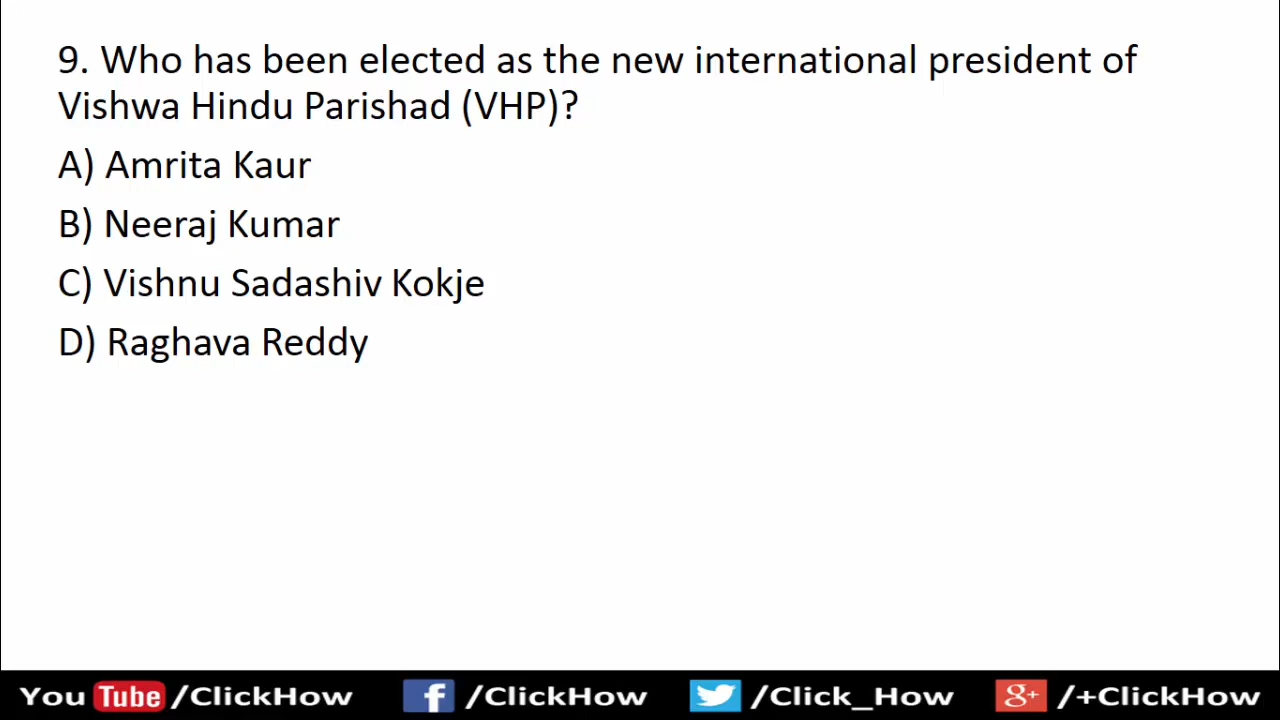 9. Who has been elected as the new international president of
Vishwa Hindu Parishad (VHP)?
A) Amrita Kaur
B) Neeraj Kumar
C) Vishnu Sadashiv Kokje
D) Raghava Reddy
You Tube /ClickHow f /ClickHow /Click_How g+ /+ClickHow